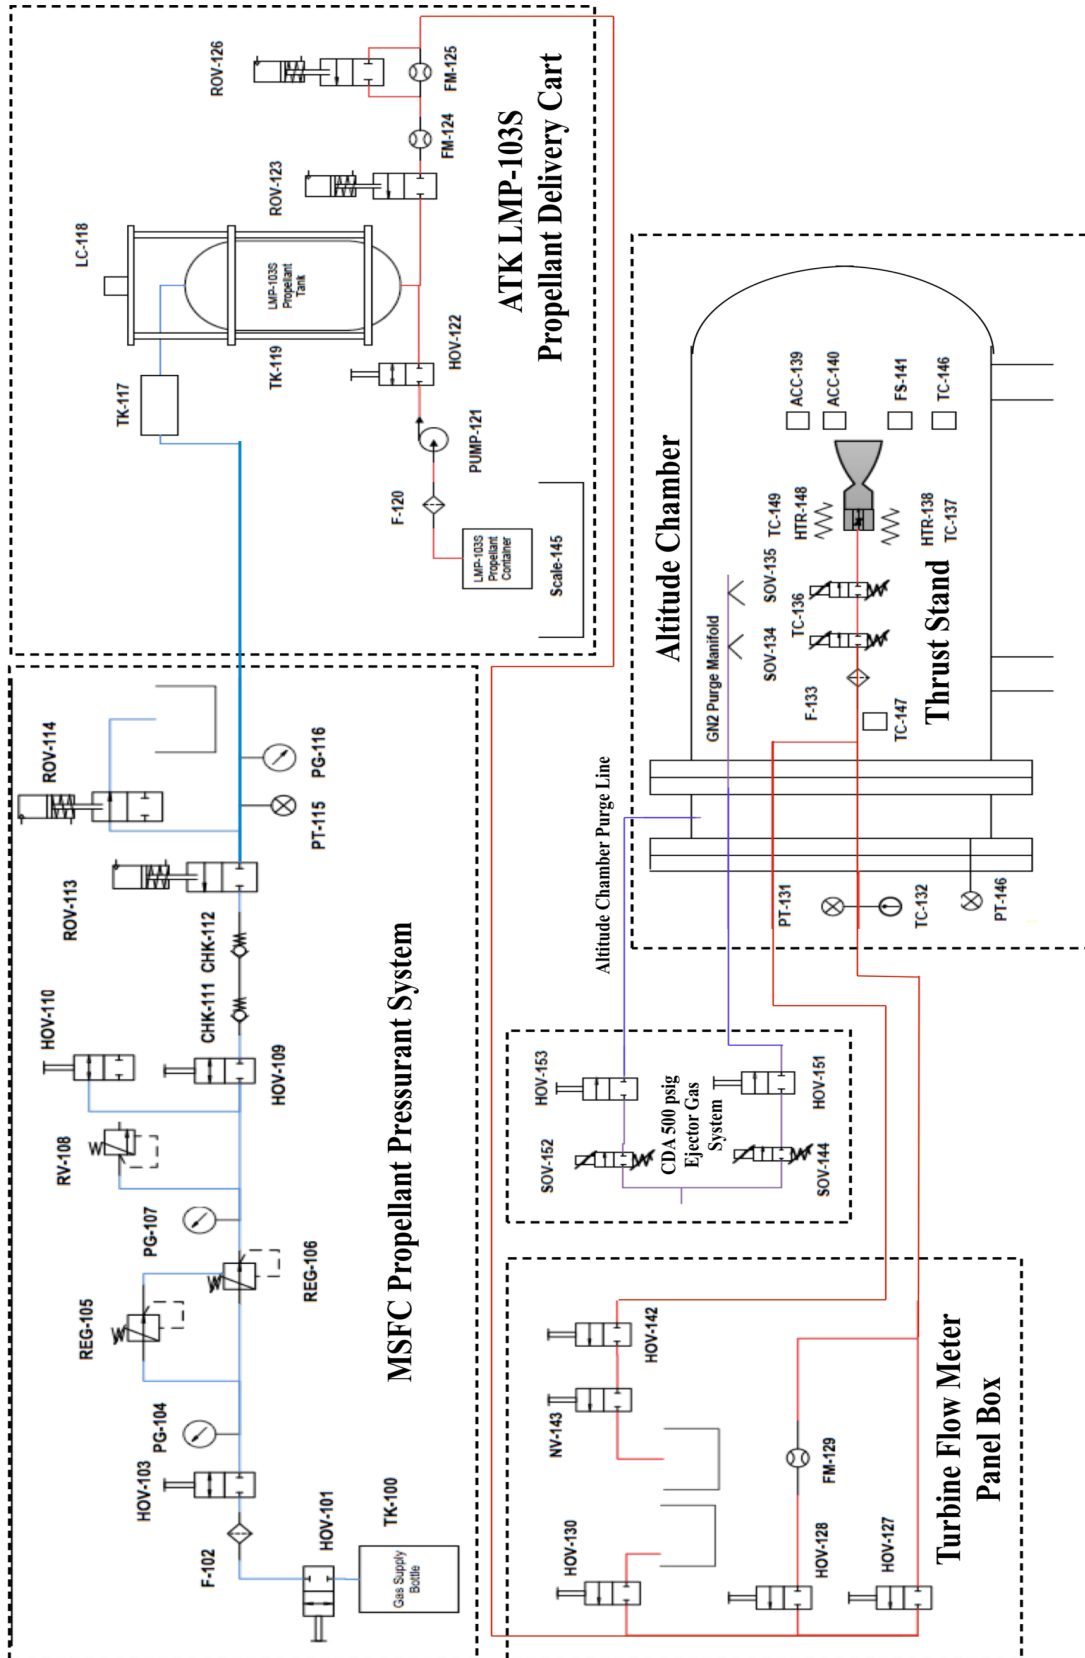 ROV-126
FM-125
FM-124
ROV-123
LC-118
LMP-103S
Propellant
Tank
TK-119
TK-117
HOV-122
PUMP-121
F-120
LMP-103S
Propellant
Container
Scale-145
ATK LMP-103S
Propellant Delivery Cart
ROV-114
PG-116
PT-115
ROV-113
CHK-112
CHK-111
HOV-110
HOV-109
RV-108
PG-107
REG-106
REG-105
PG-104
HOV-103
F-102
HOV-101
TK-100
Gas Supply
Bottle
MSFC Propellant Pressurant System
Altitude Chamber
ACC-139
ACC-140
FS-141
TC-146
TC-149
HTR-148
HTR-138
TC-137
SOV-135
TC-136
SOV-134
F-133
TC-147
GN2 Purge Manifold
Thrust Stand
Altitude Chamber Purge Line
PT-131
TC-132
PT-146
HOV-153
HOV-151
SOV-152
SOV-144
CDA 500 psig
Ejector Gas
System
HOV-142
NV-143
FM-129
HOV-130
HOV-128
HOV-127
Turbine Flow Meter
Panel Box